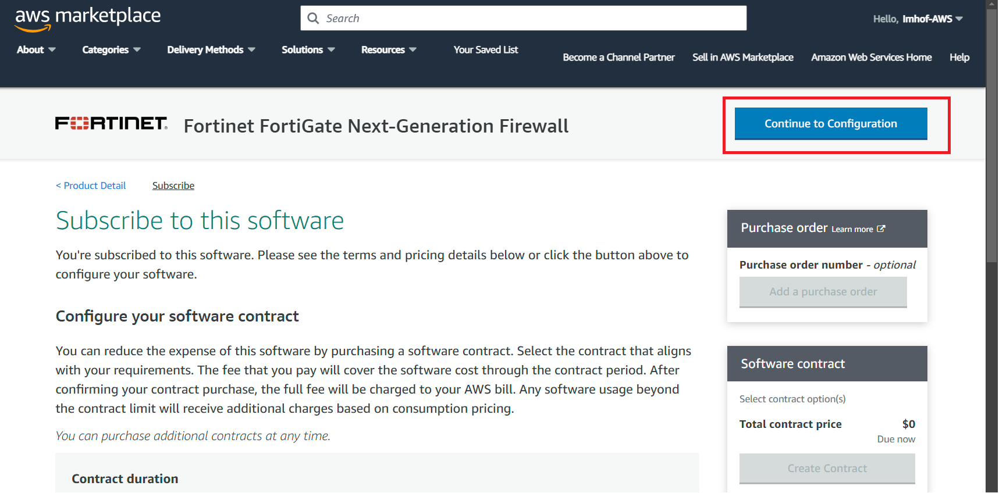 aws marketplace
Search
Hello, Imhof-AWS
About
Categories
Delivery Methods
Solutions
Resources
Your Saved List
Become a Channel Partner
Sell in AWS Marketplace
Amazon Web Services Home
Help
FORTINET®
Fortinet FortiGate Next-Generation Firewall
Continue to Configuration
< Product Detail
Subscribe
Subscribe to this software
You're subscribed to this software. Please see the terms and pricing details below or click the button above to
configure your software.
Configure your software contract
You can reduce the expense of this software by purchasing a software contract. Select the contract that aligns
with your requirements. The fee that you pay will cover the software cost through the contract period. After
confirming your contract purchase, the full fee will be charged to your AWS bill. Any software usage beyond
the contract limit will receive additional charges based on consumption pricing.
You can purchase additional contracts at any time.
Contract duration
Purchase order Learn more
Purchase order number - optional
Add a purchase order
Software contract
Select contract option(s)
Total contract price $0
Due now
Create Contract